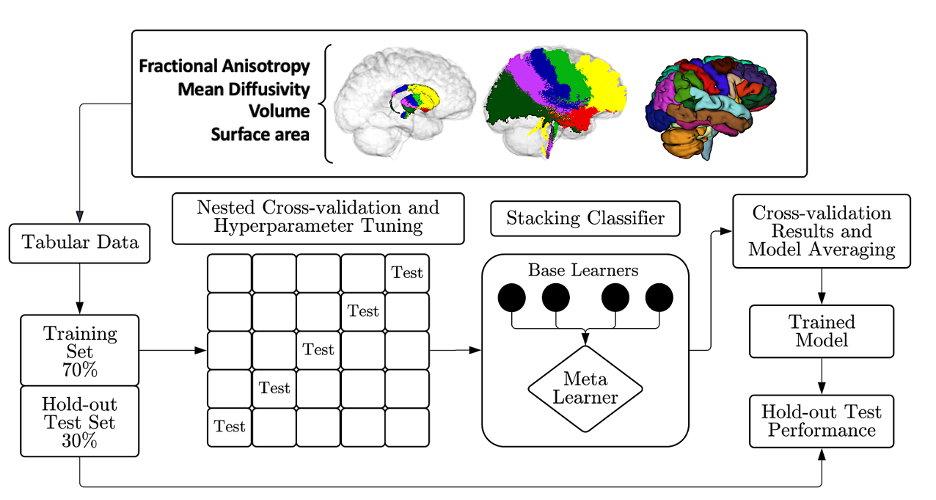 Fractional Anisotropy
Mean Diffusivity
Volume
Surface area
Tabular Data
Training
Set
70%
Hold-out
Test Set
30%
Nested Cross-validation and
Hyperparameter Tuning
Test
Test
Test
Test
Test
Stacking Classifier
Base Learners
Meta
Learner
Cross-validation
Results and
Model Averaging
Trained
Model
Hold-out Test
Performance